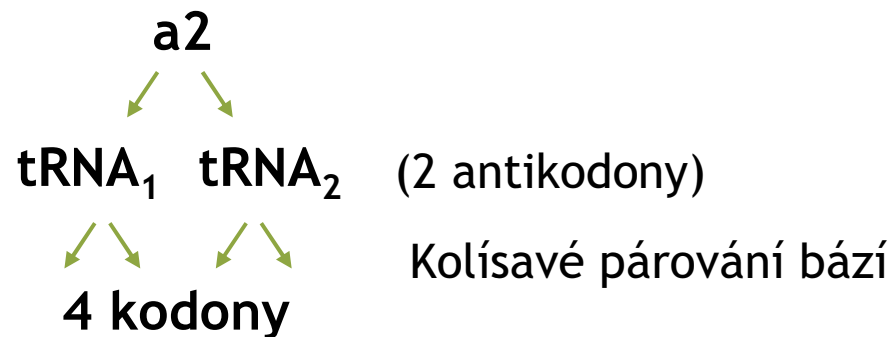 a2
tRNA₁ tRNA₂ (2 antikodony)
Kolísavé párování bází
4 kodony